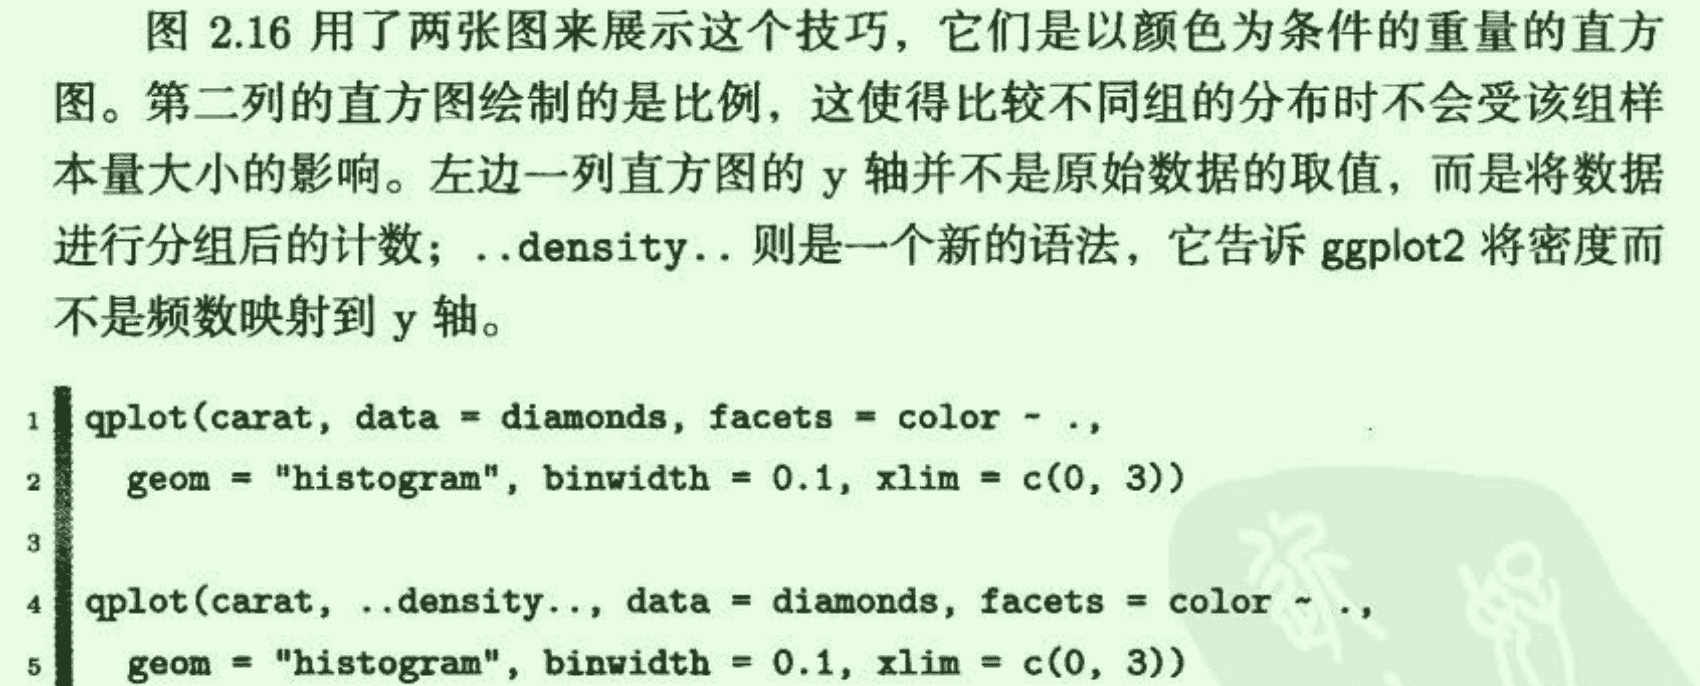 图 2.16 用了两张图来展示这个技巧，它们是以颜色为条件的重量的直方
图。第二列的直方图绘制的是比例，这使得比较不同组的分布时不会受该组样
本量大小的影响。左边一列直方图的 y 轴并不是原始数据的取值，而是将数据
进行分组后的计数；..density.. 则是一个新的语法，它告诉 ggplot2 将密度而
不是频数映射到 y 轴。
1 qplot(carat, data = diamonds, facets = color ~ .,
2 geom = "histogram", binwidth = 0.1, xlim = c(0, 3))
3
4 qplot(carat, ..density.., data = diamonds, facets = color ~ .,
5 geom = "histogram", binwidth = 0.1, xlim = c(0, 3))